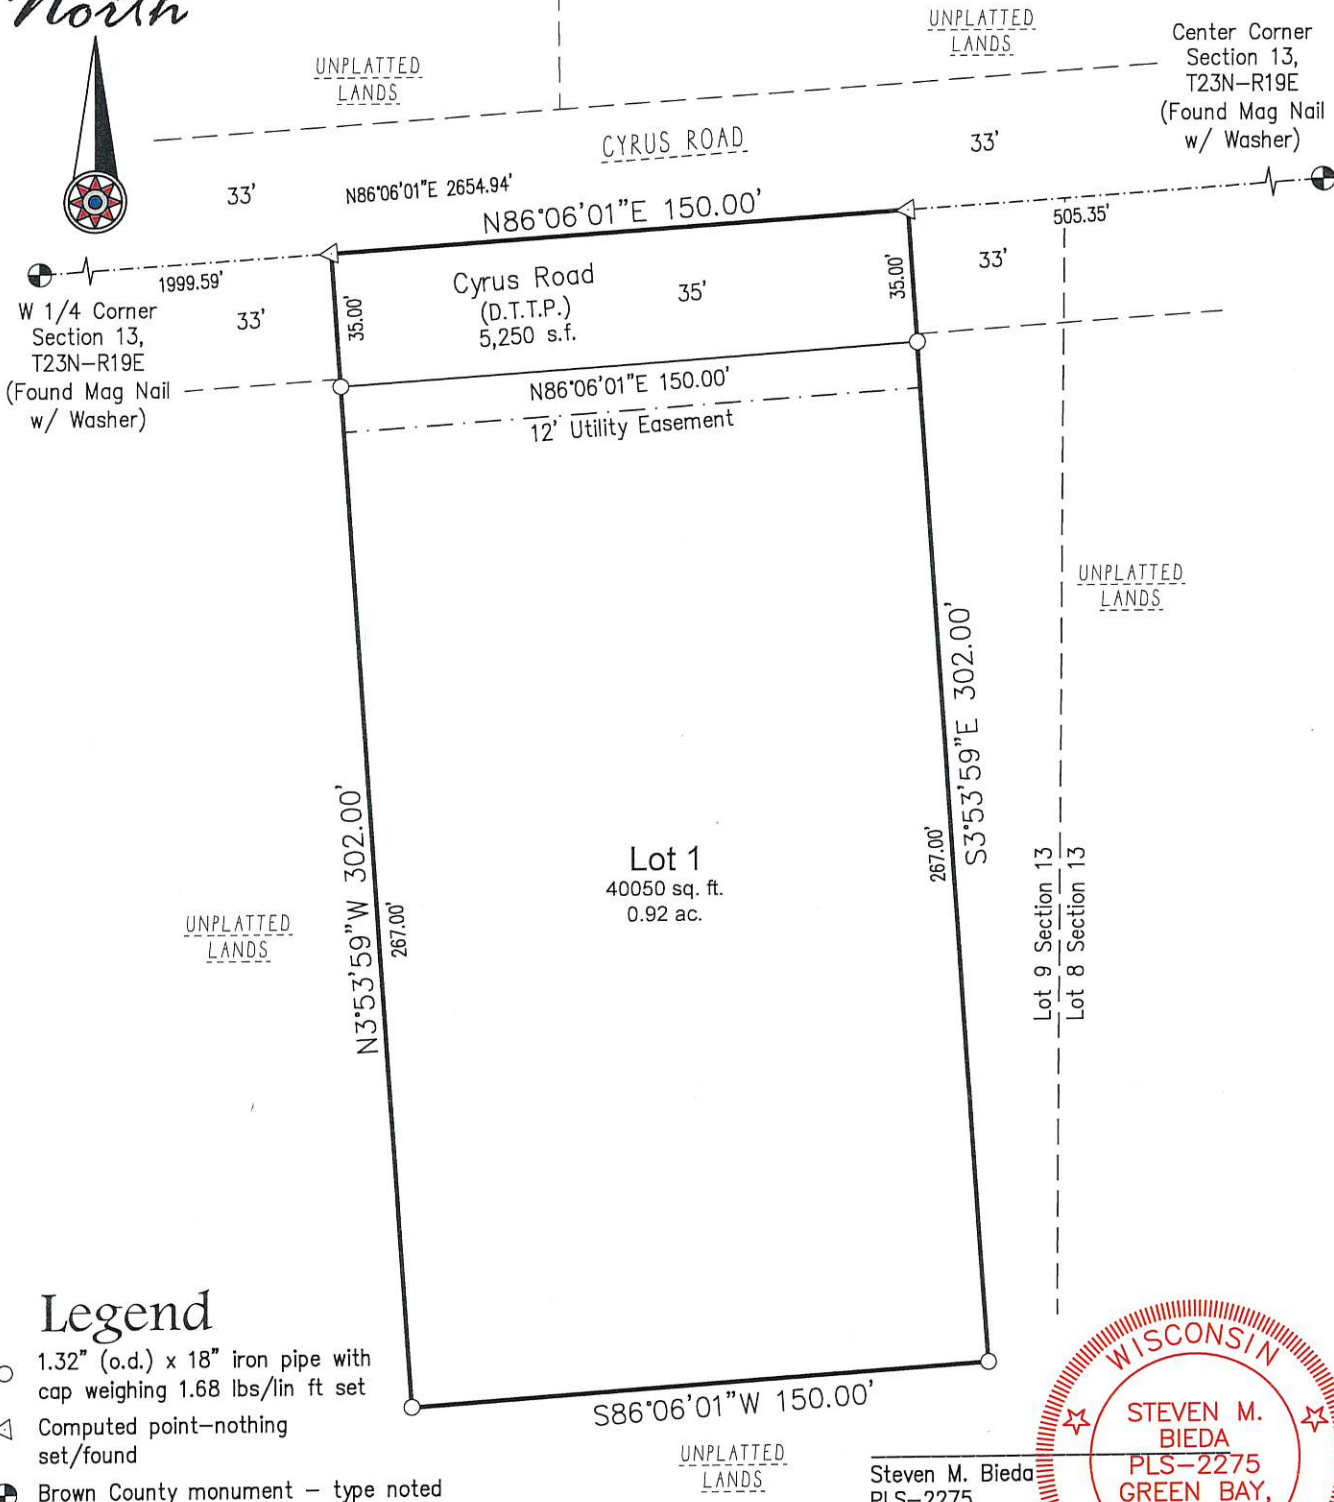 North
UNPLATTED
LANDS
UNPLATTED
LANDS
Center Corner
Section 13,
T23N-R19E
(Found Mag Nail
w/ Washer)
CYRUS ROAD
33'
33'
N86°06'01"E 2654.94'
N86°06'01"E 150.00'
505.35'
1999.59'
W 1/4 Corner
Section 13,
T23N-R19E
(Found Mag Nail
w/ Washer)
33'
35.00'
Cyrus Road
(D.T.T.P.)
5,250 s.f.
35'
35.00'
33'
N86°06'01"E 150.00'
12' Utility Easement
UNPLATTED
LANDS
S3°53'59"E 302.00'
267.00'
N3°53'59"W 302.00'
267.00'
Lot 1
40050 sq. ft.
0.92 ac.
UNPLATTED
LANDS
Lot 9 Section 13
Lot 8 Section 13
S86°06'01"W 150.00'
UNPLATTED
LANDS
Legend
1.32" (o.d.) x 18" iron pipe with
cap weighing 1.68 lbs/lin ft set
Computed point-nothing
set/found
Brown County monument - type noted
Steven M. Bieda
PLS-2275
WISCONSIN
STEVEN M.
BIEDA
PLS-2275
GREEN BAY,